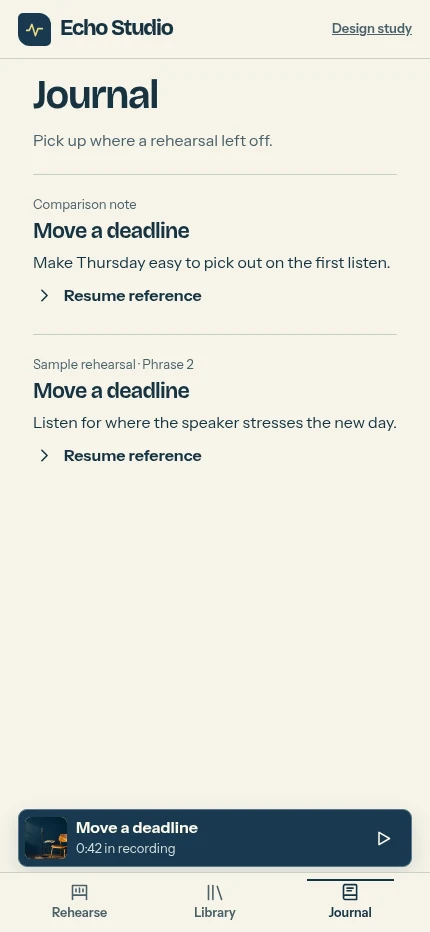 Echo Studio
Design study
Journal
Pick up where a rehearsal left off.
Comparison note
Move a deadline
Make Thursday easy to pick out on the first listen.
Resume reference
Sample rehearsal · Phrase 2
Move a deadline
Listen for where the speaker stresses the new day.
Resume reference
Move a deadline
0:42 in recording
Rehearse
Library
Journal